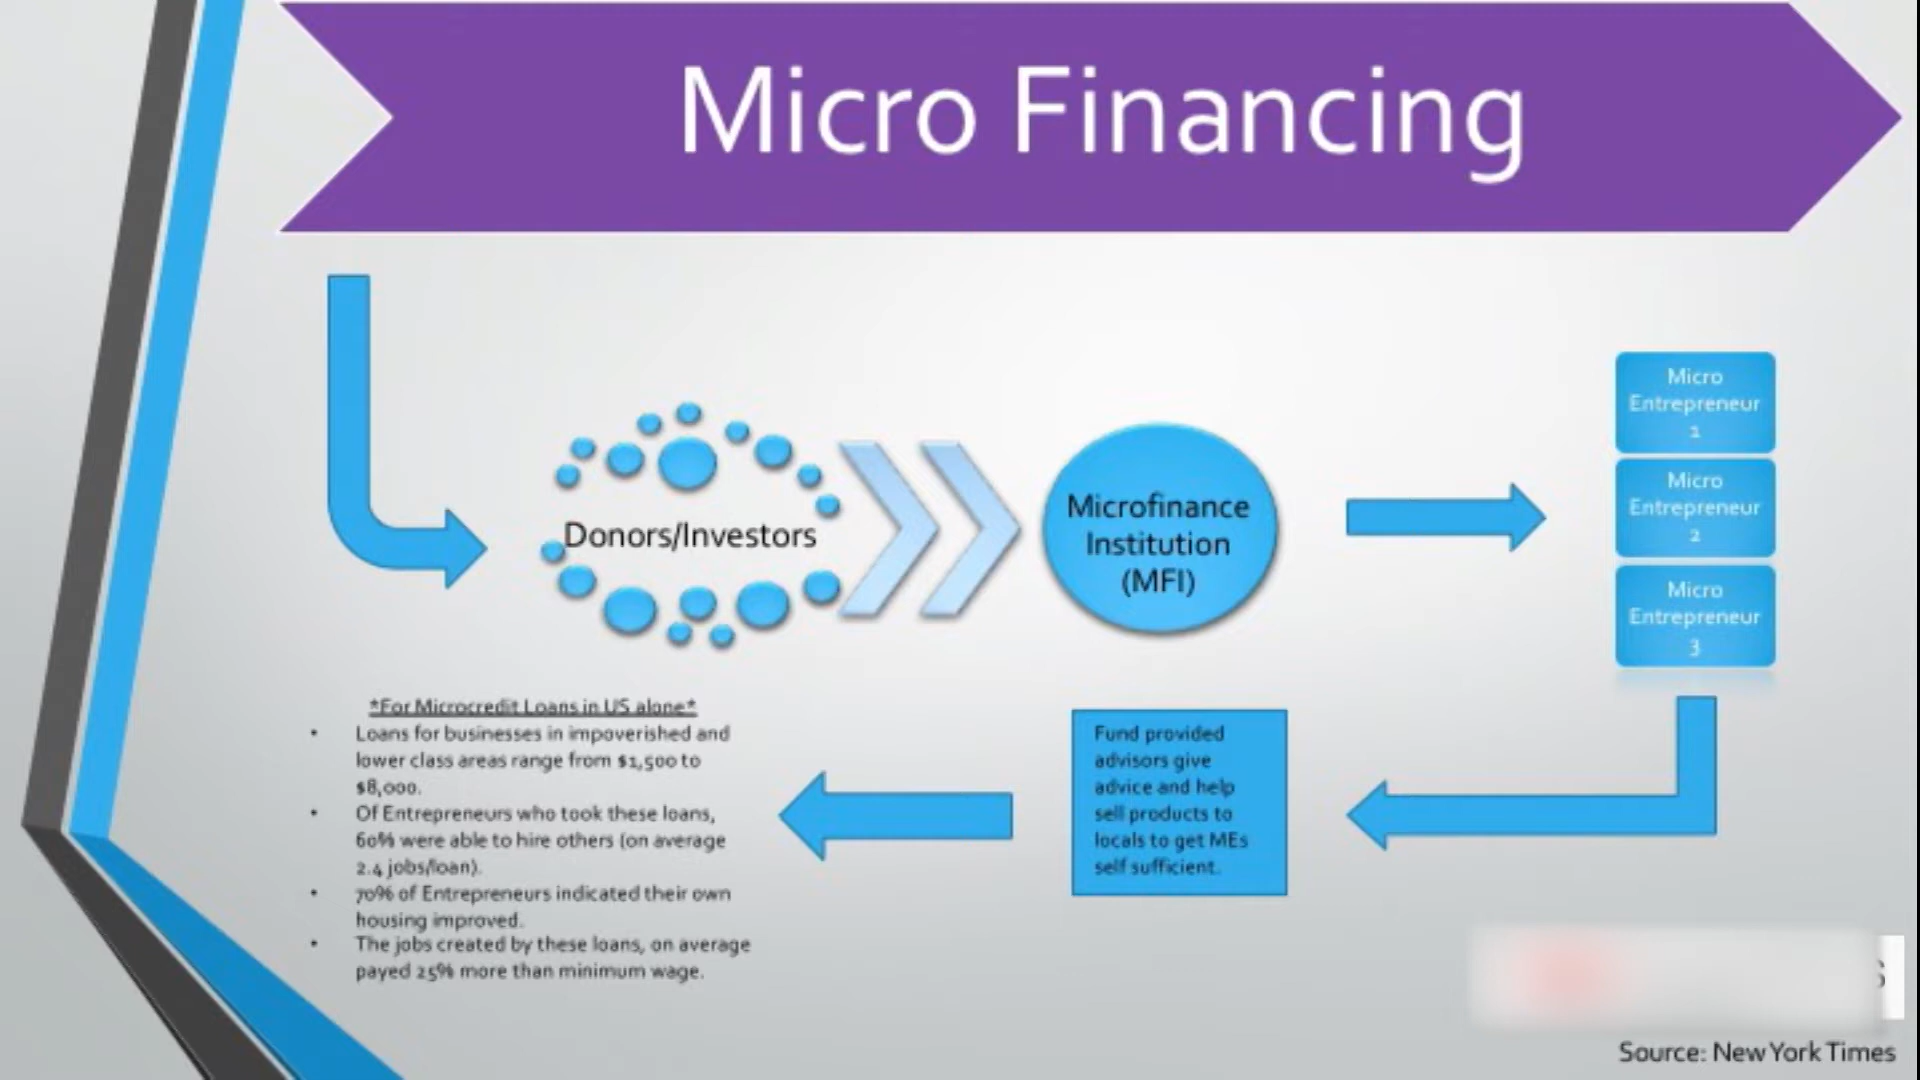 Micro Financing
Donors/Investors
Microfinance
Institution
(MFI)
Micro
Entrepreneur
1
Micro
Entrepreneur
2
Micro
Entrepreneur
3
*For Microcredit Loans in US alone*
• Loans for businesses in impoverished and
lower class areas range from $1,500 to
$8,000.
• Of Entrepreneurs who took these loans,
60% were able to hire others (on average
2.4 jobs/loan).
• 70% of Entrepreneurs indicated their own
housing improved.
• The jobs created by these loans, on average
payed 25% more than minimum wage.
Fund provided
advisors give
advice and help
sell products to
locals to get MEs
self sufficient.
Source: New York Times